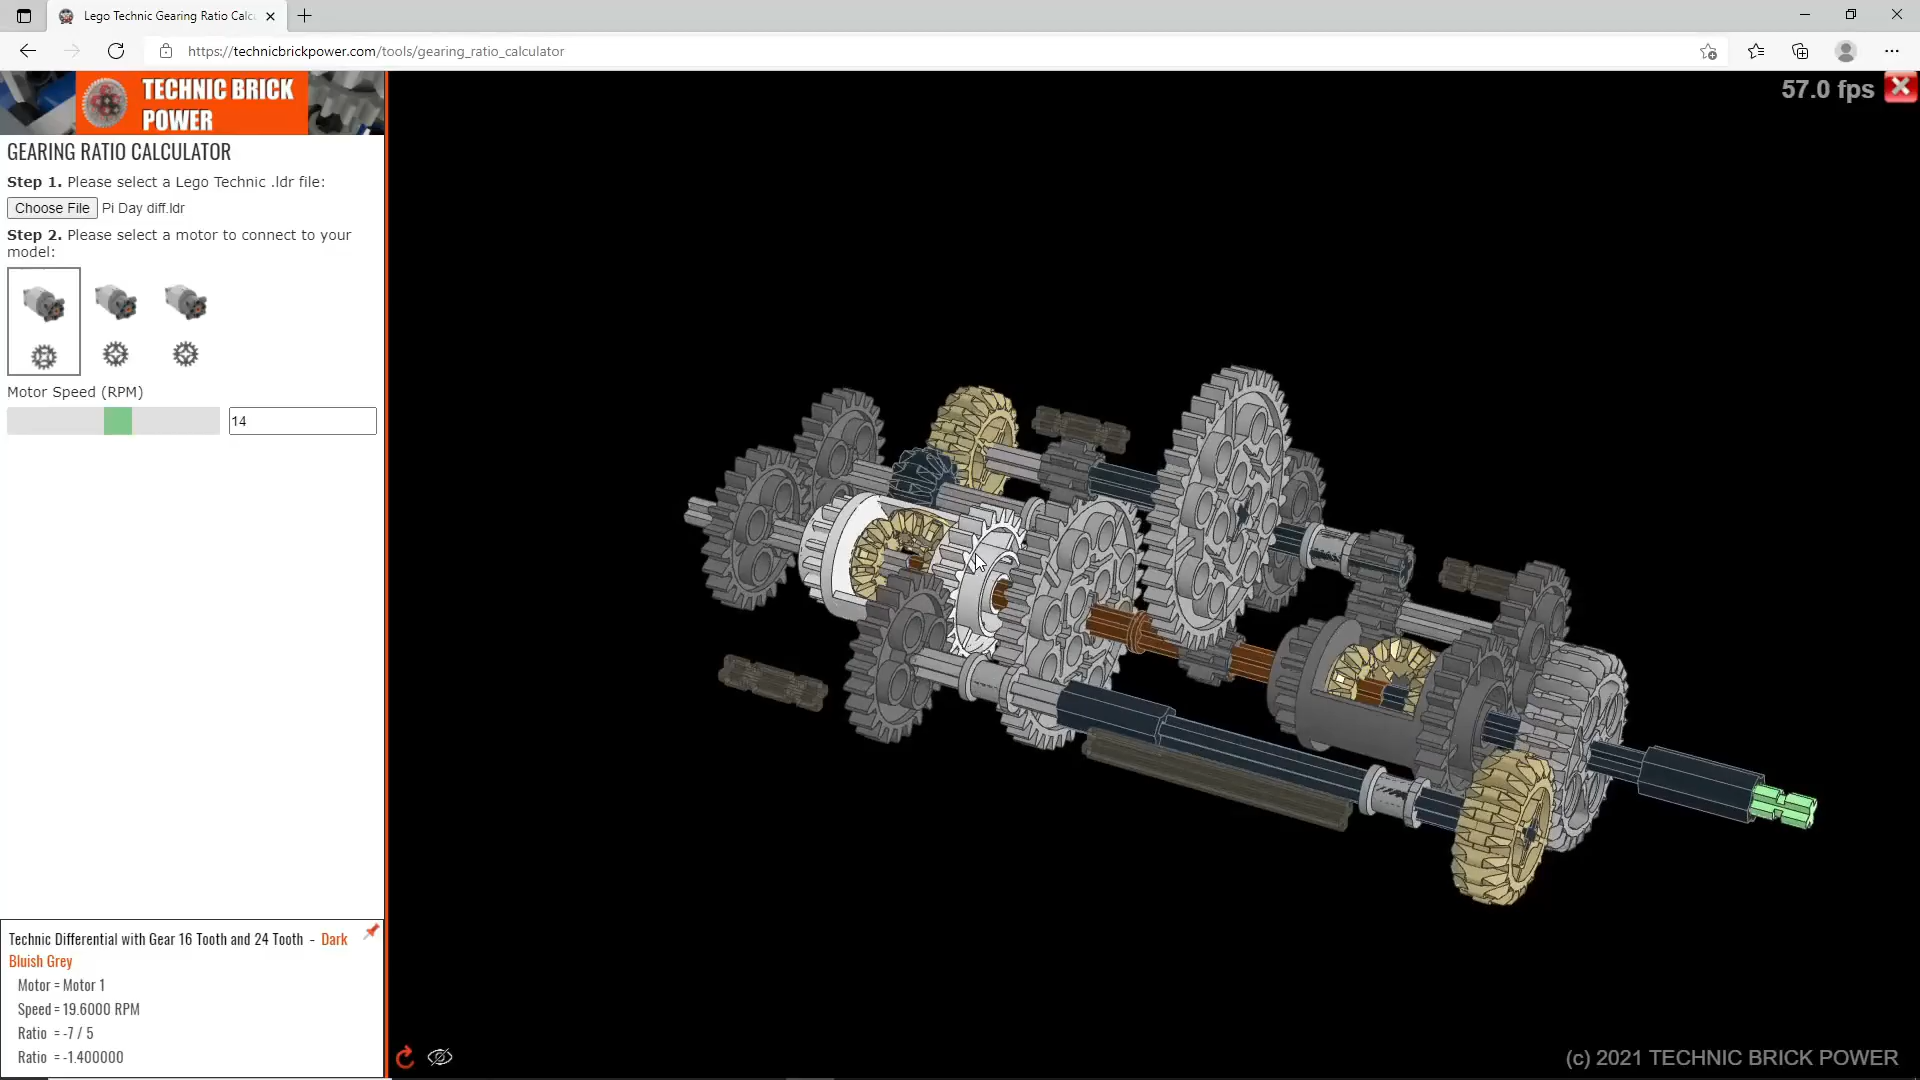 Lego Technic Gearing Ratio Calc
https://technicbrickpower.com/tools/gearing_ratio_calculator
TECHNIC BRICK
POWER
57.0 fps
GEARING RATIO CALCULATOR
Step 1. Please select a Lego Technic .ldr file:
Choose File Pi Day diff.ldr
Step 2. Please select a motor to connect to your
model:
Motor Speed (RPM)
14
Technic Differential with Gear 16 Tooth and 24 Tooth - Dark
Bluish Grey
Motor = Motor 1
Speed = 19.6000 RPM
Ratio = -7 / 5
Ratio = -1.400000
(c) 2021 TECHNIC BRICK POWER